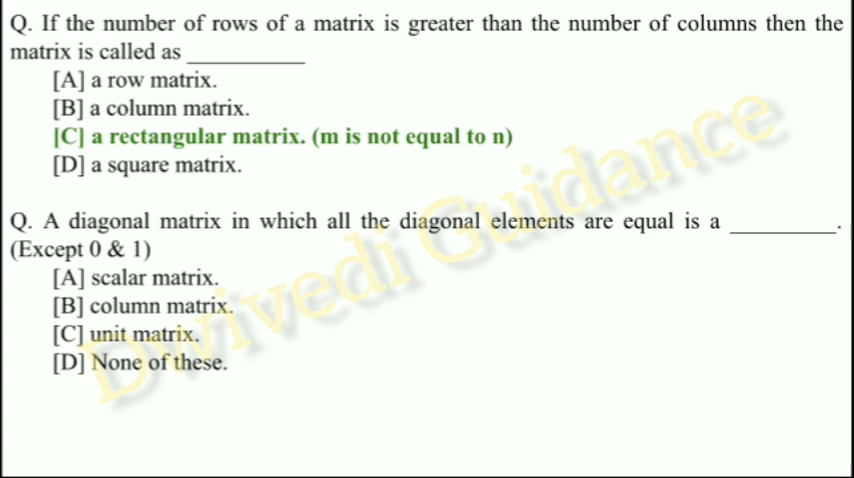 Q. If the number of rows of a matrix is greater than the number of columns then the
matrix is called as __________
[A] a row matrix.
[B] a column matrix.
[C] a rectangular matrix. (m is not equal to n)
[D] a square matrix.
Q. A diagonal matrix in which all the diagonal elements are equal is a _________.
(Except 0 & 1)
[A] scalar matrix.
[B] column matrix.
[C] unit matrix.
[D] None of these.
Dwivedi Guidance